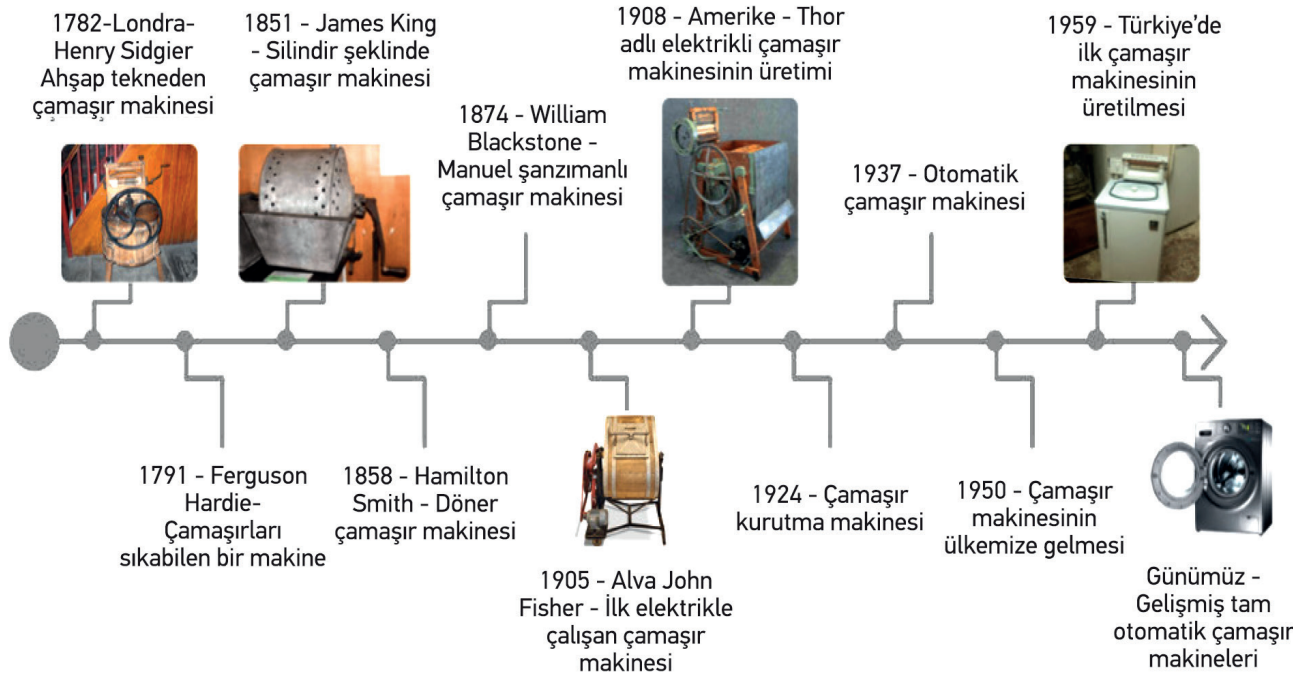 1782-Londra-
Henry Sidgier
Ahşap tekneden
çamaşır makinesi
1851 - James King
- Silindir şeklinde
çamaşır makinesi
1874 - William
Blackstone -
Manuel şanzımanlı
çamaşır makinesi
1908 - Amerike - Thor
adlı elektrikli çamaşır
makinesinin üretimi
1937 - Otomatik
çamaşır makinesi
1959 - Türkiye’de
ilk çamaşır
makinesinin
üretilmesi
1791 - Ferguson
Hardie-
Çamaşırları
sıkabilen bir makine
1858 - Hamilton
Smith - Döner
çamaşır makinesi
1905 - Alva John
Fisher - İlk elektrikle
çalışan çamaşır
makinesi
1924 - Çamaşır
kurutma makinesi
1950 - Çamaşır
makinesinin
ülkemize gelmesi
Günümüz -
Gelişmiş tam
otomatik çamaşır
makineleri